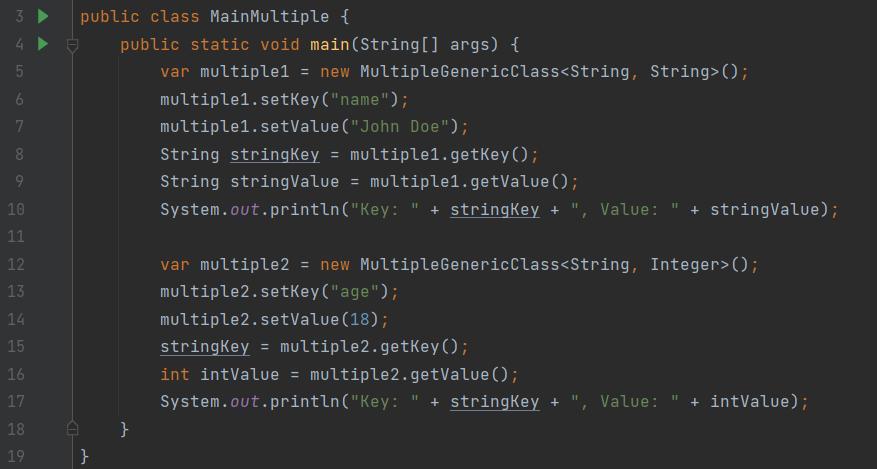 3 public class MainMultiple {
4     public static void main(String[] args) {
5         var multiple1 = new MultipleGenericClass<String, String>();
6         multiple1.setKey("name");
7         multiple1.setValue("John Doe");
8         String stringKey = multiple1.getKey();
9         String stringValue = multiple1.getValue();
10         System.out.println("Key: " + stringKey + ", Value: " + stringValue);
11
12         var multiple2 = new MultipleGenericClass<String, Integer>();
13         multiple2.setKey("age");
14         multiple2.setValue(18);
15         stringKey = multiple2.getKey();
16         int intValue = multiple2.getValue();
17         System.out.println("Key: " + stringKey + ", Value: " + intValue);
18     }
19 }